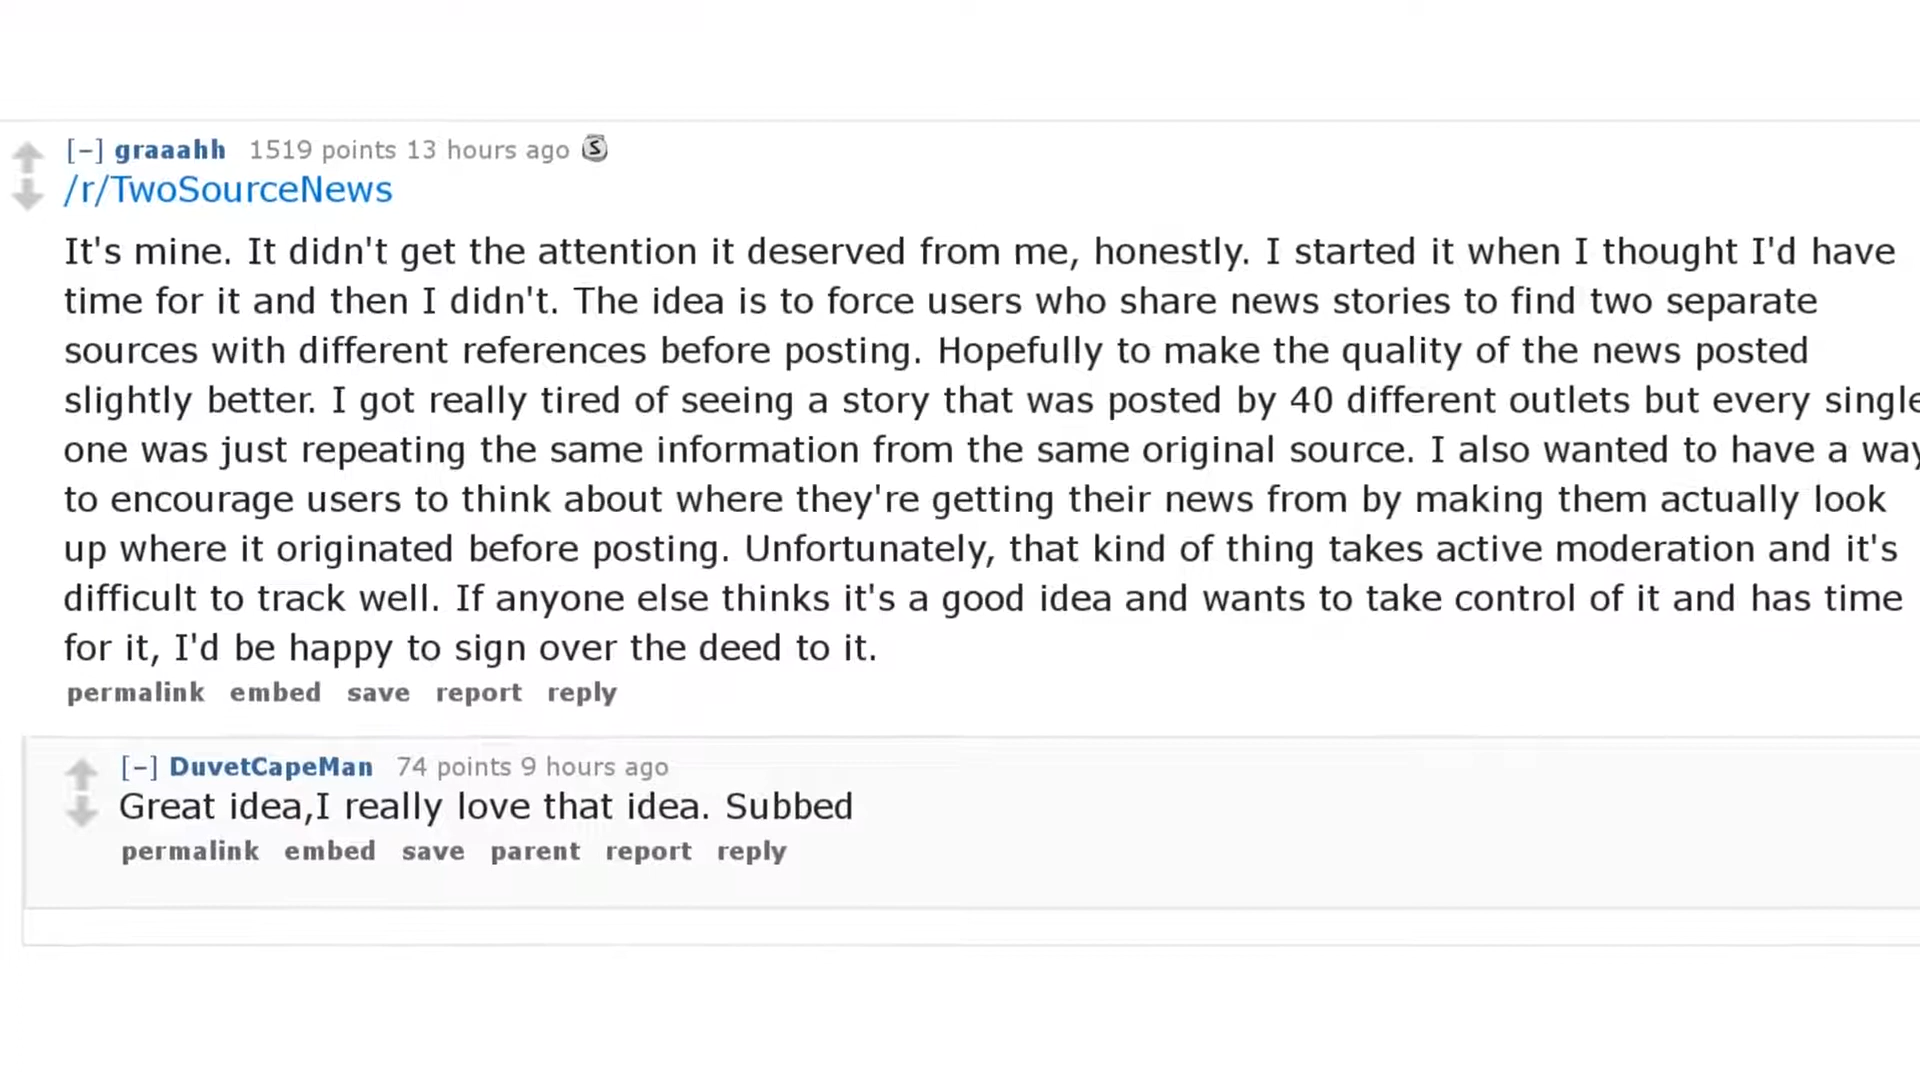 [-] graaahh 1519 points 13 hours ago S
/r/TwoSourceNews
It's mine. It didn't get the attention it deserved from me, honestly. I started it when I thought I'd have
time for it and then I didn't. The idea is to force users who share news stories to find two separate
sources with different references before posting. Hopefully to make the quality of the news posted
slightly better. I got really tired of seeing a story that was posted by 40 different outlets but every single
one was just repeating the same information from the same original source. I also wanted to have a way
to encourage users to think about where they're getting their news from by making them actually look
up where it originated before posting. Unfortunately, that kind of thing takes active moderation and it's
difficult to track well. If anyone else thinks it's a good idea and wants to take control of it and has time
for it, I'd be happy to sign over the deed to it.
permalink embed save report reply
[-] DuvetCapeMan 74 points 9 hours ago
Great idea,I really love that idea. Subbed
permalink embed save parent report reply